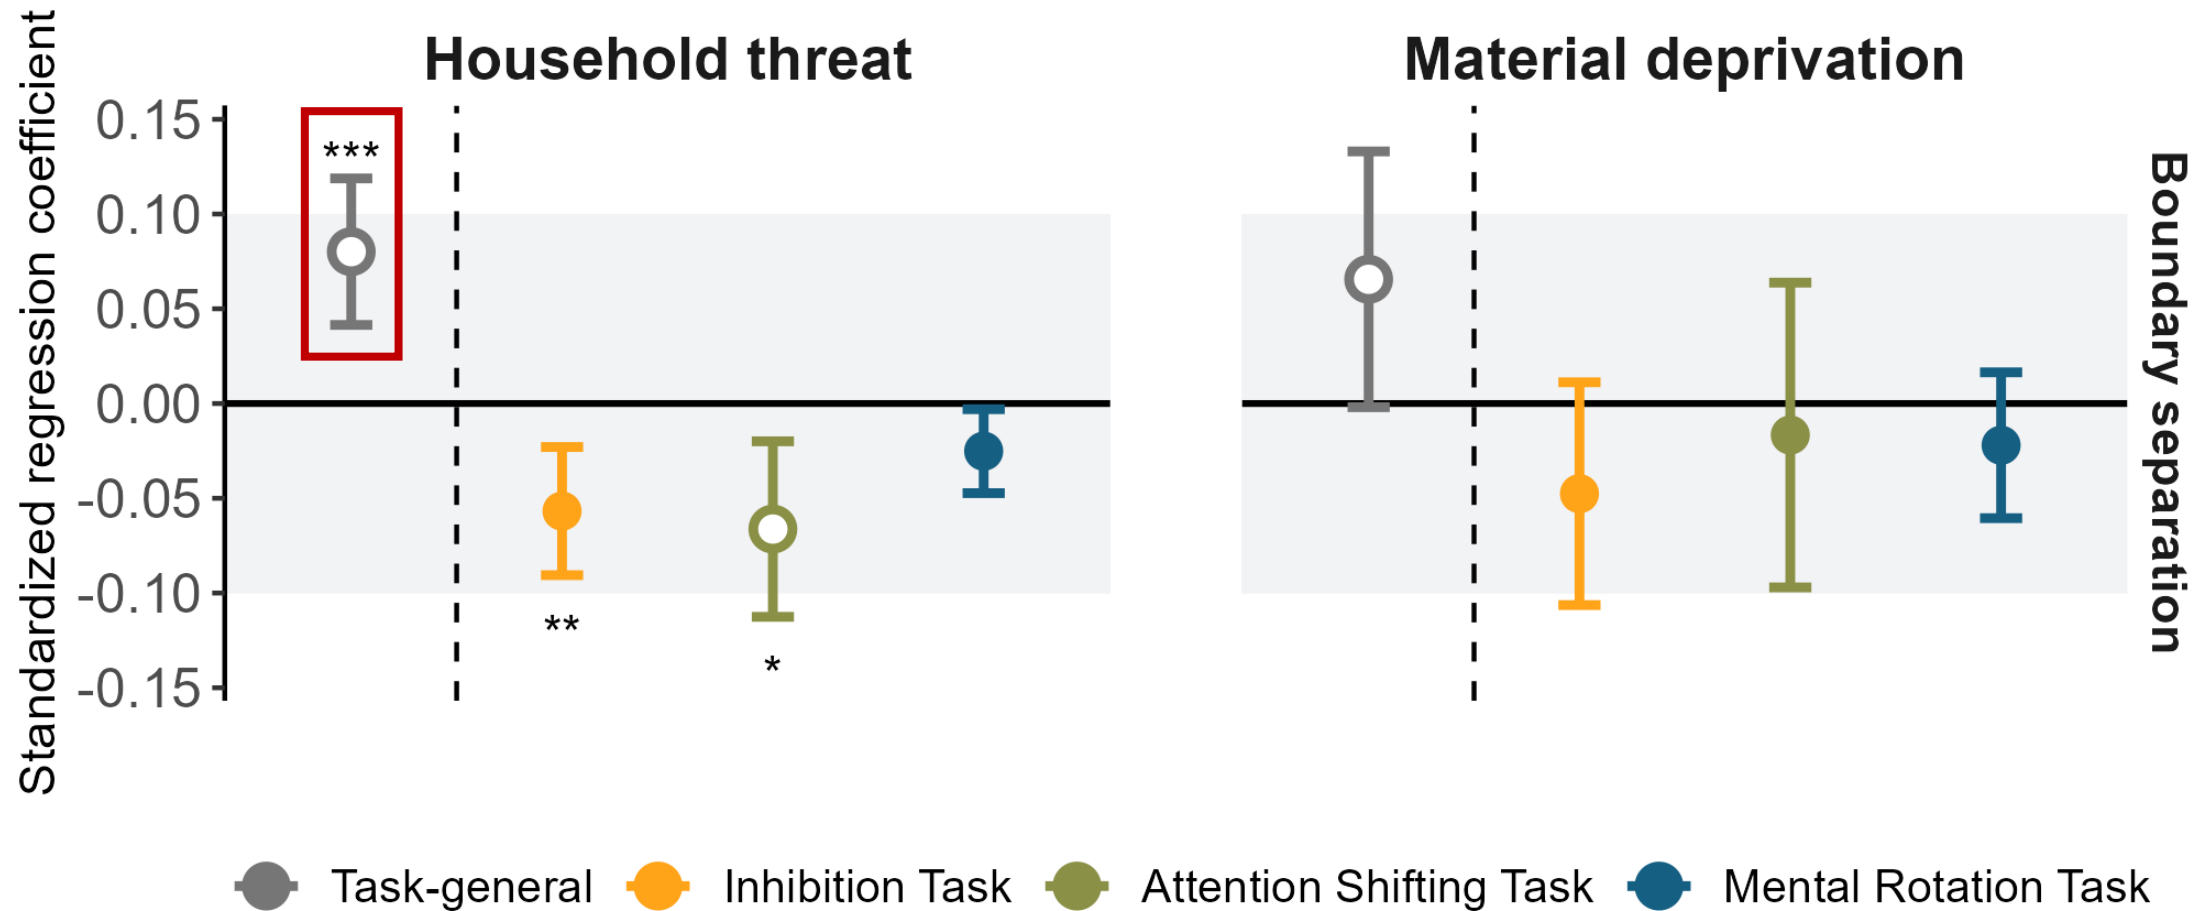 Household threat
Material deprivation
Standardized regression coefficient
0.15
0.10
0.05
0.00
-0.05
-0.10
-0.15
***
**
*
Boundary separation
Task-general
Inhibition Task
Attention Shifting Task
Mental Rotation Task